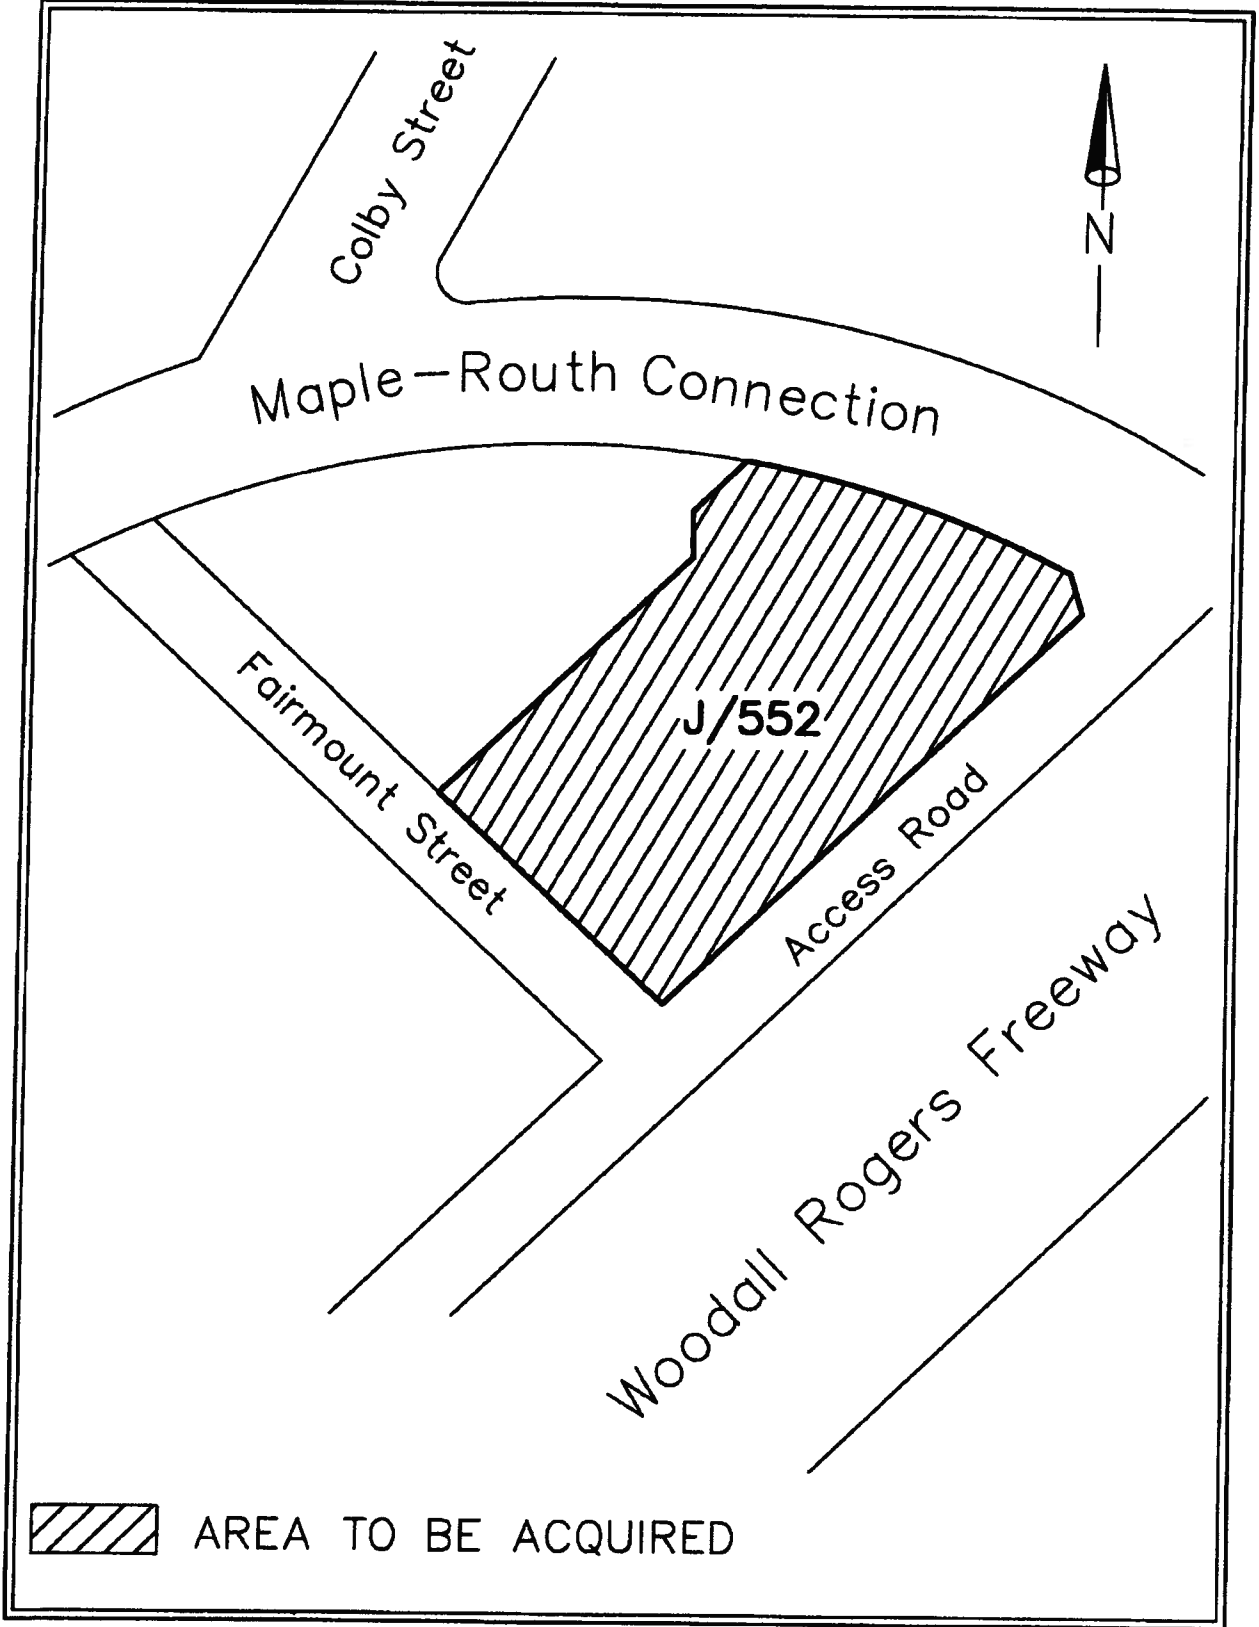 Colby Street
N
Maple-Routh Connection
Fairmount Street
J/552
Access Road
Woodall Rogers Freeway
AREA TO BE ACQUIRED